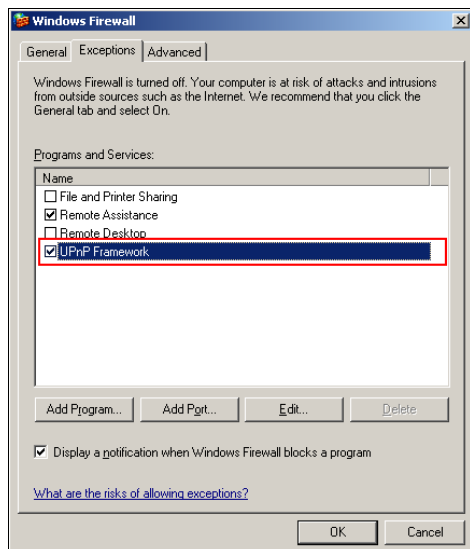 Windows Firewall
General Exceptions Advanced
Windows Firewall is turned off. Your computer is at risk of attacks and intrusions
from outside sources such as the Internet. We recommend that you click the
General tab and select On.
Programs and Services:
Name
File and Printer Sharing
Remote Assistance
Remote Desktop
UPnP Framework
Add Program... Add Port... Edit... Delete
Display a notification when Windows Firewall blocks a program
What are the risks of allowing exceptions?
OK Cancel